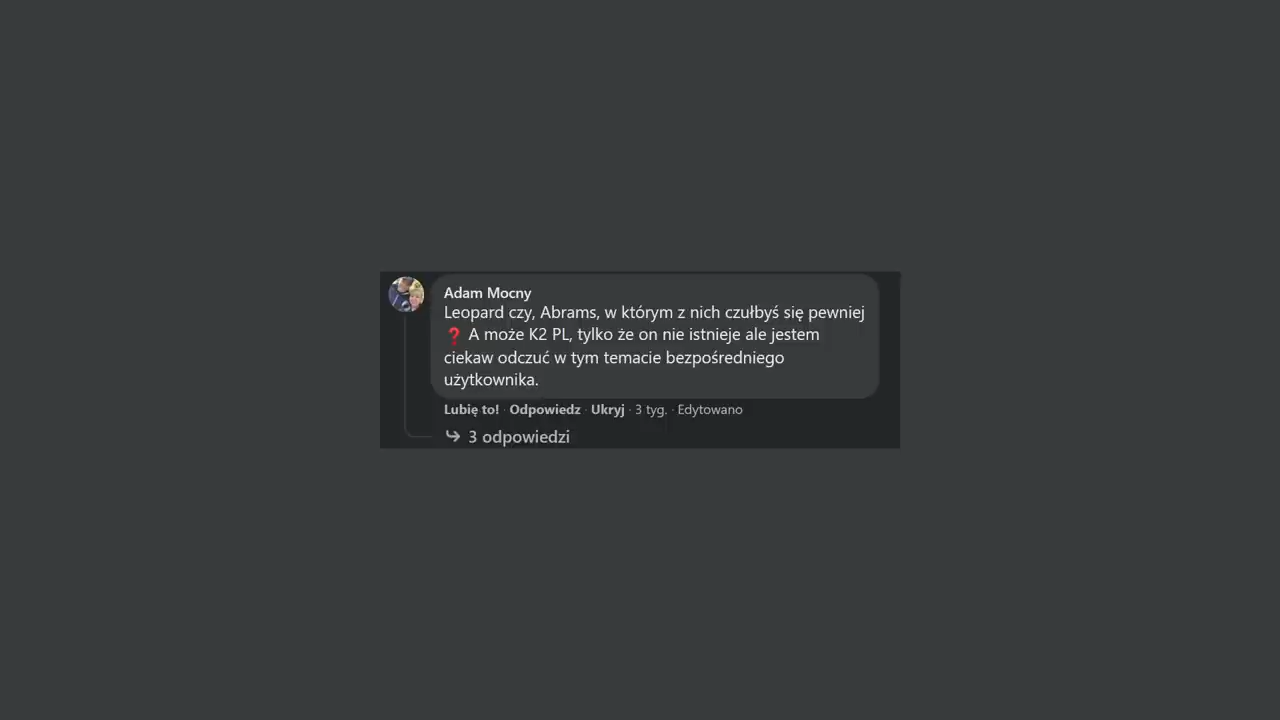 Adam Mocny
Leopard czy, Abrams, w którym z nich czułbyś się pewniej
❓ A może K2 PL, tylko że on nie istnieje ale jestem
ciekaw odczuć w tym temacie bezpośredniego
użytkownika.
Lubię to! · Odpowiedz · Ukryj · 3 tyg. · Edytowano
3 odpowiedzi